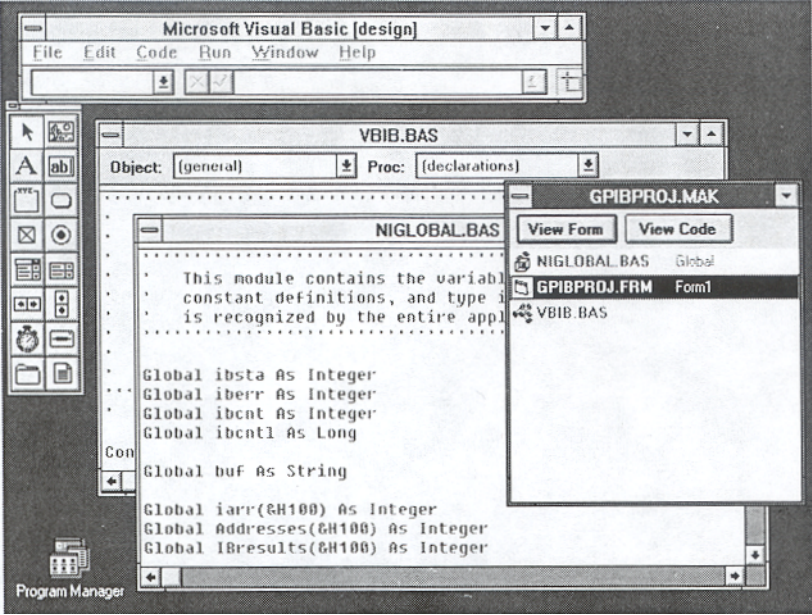 Microsoft Visual Basic [design]
File Edit Code Run Window Help
A ab
XYZ
VBIB.BAS
Object: (general) Proc: (declarations)
Con
NIGLOBAL.BAS
' This module contains the variabl
' constant definitions, and type i
' is recognized by the entire appl
Global ibsta As Integer
Global iberr As Integer
Global ibcnt As Integer
Global ibcntl As Long
Global buf As String
Global iarr(&H100) As Integer
Global Addresses(&H100) As Integer
Global IBresults(&H100) As Integer
GPIBPROJ.MAK
View Form View Code
NIGLOBAL.BAS Global
GPIBPROJ.FRM Form1
VBIB.BAS
Program Manager